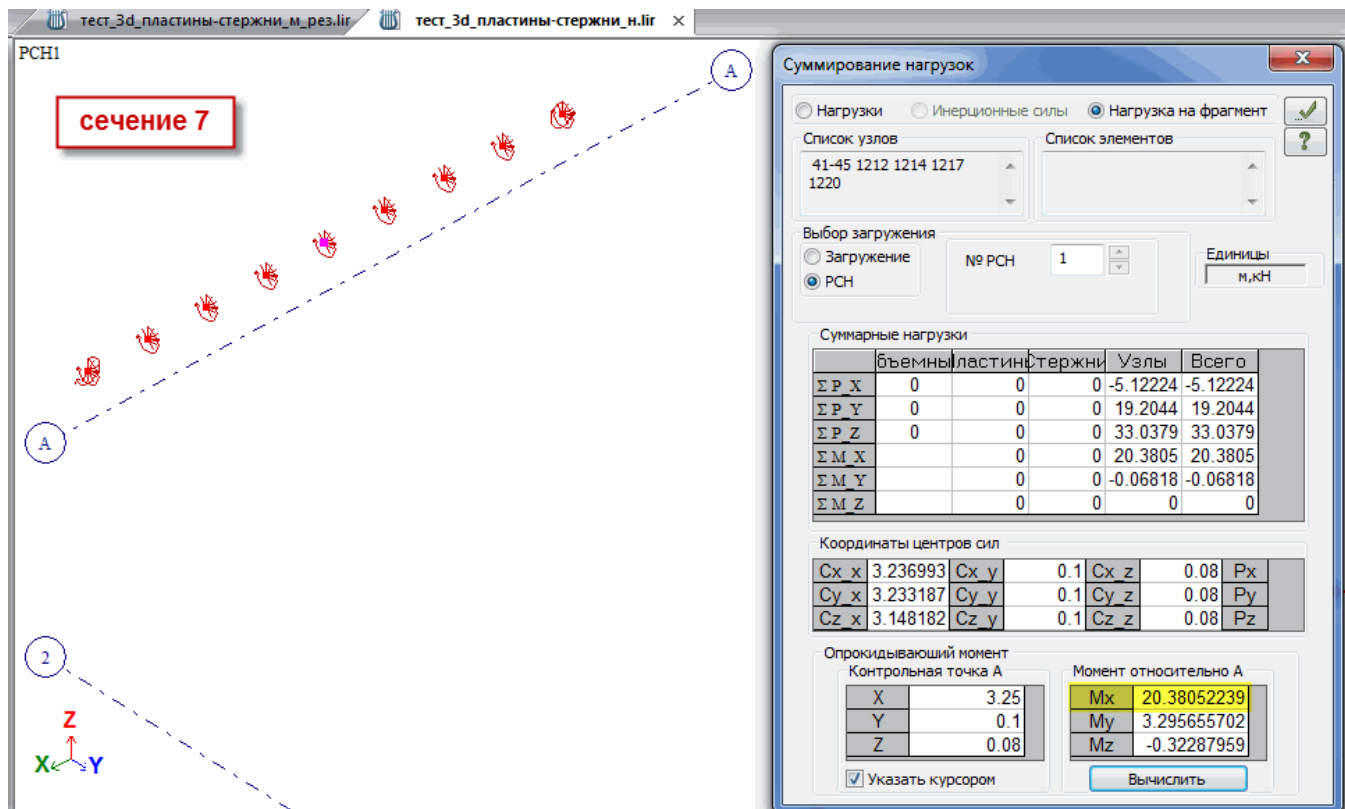 тест_3d_пластины-стержни_м_рез.lir
тест_3d_пластины-стержни_н.lir
РСН1
сечение 7
A
A
2
Z
X
Y
Суммирование нагрузок
Нагрузки Инерционные силы Нагрузка на фрагмент
Список узлов Список элементов
41-45 1212 1214 1217
1220
Выбор загружения
Загружение
РСН
№ РСН 1
Единицы
м,кН
Суммарные нагрузки
бъемны ластинь тержни Узлы Всего
Σ P_X 0 0 0 -5.12224 -5.12224
Σ P_Y 0 0 0 19.2044 19.2044
Σ P_Z 0 0 0 33.0379 33.0379
Σ M_X 0 0 20.3805 20.3805
Σ M_Y 0 0 -0.06818 -0.06818
Σ M_Z 0 0 0 0
Координаты центров сил
Cx_x 3.236993 Cx_y 0.1 Cx_z 0.08 Px
Cy_x 3.233187 Cy_y 0.1 Cy_z 0.08 Py
Cz_x 3.148182 Cz_y 0.1 Cz_z 0.08 Pz
Опрокидывающий момент
Контрольная точка А Момент относительно А
X 3.25 Mx 20.38052239
Y 0.1 My 3.295655702
Z 0.08 Mz -0.32287959
Указать курсором Вычислить